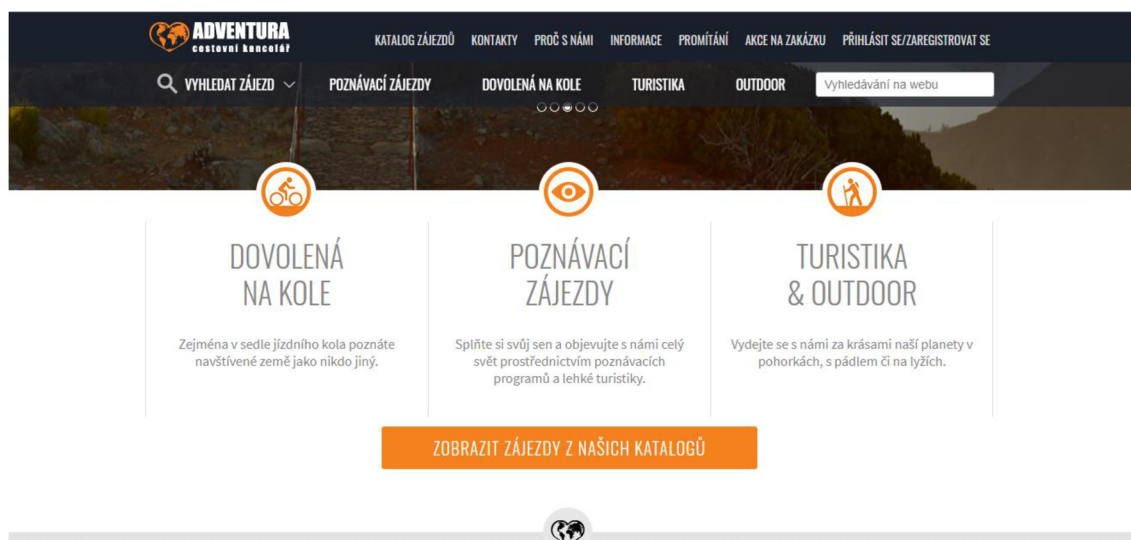 ADVENTURA
cestovní kancelář
KATALOG ZÁJEZDŮ KONTAKTY PROČ S NÁMI INFORMACE PROMÍTÁNÍ AKCE NA ZAKÁZKU PŘIHLÁSIT SE/ZAREGISTROVAT SE
VYHLEDAT ZÁJEZD POZNÁVACÍ ZÁJEZDY DOVOLENÁ NA KOLE TURISTIKA OUTDOOR Vyhledávání na webu
DOVOLENÁ
NA KOLE
Zejména v sedle jízdního kola poznáte
navštívené země jako nikdo jiný.
POZNÁVACÍ
ZÁJEZDY
Splňte si svůj sen a objevujte s námi celý
svět prostřednictvím poznávacích
programů a lehké turistiky.
TURISTIKA
& OUTDOOR
Vydejte se s námi za krásami naší planety v
pohorkách, s pádlem či na lyžích.
ZOBRAZIT ZÁJEZDY Z NAŠICH KATALOGŮ